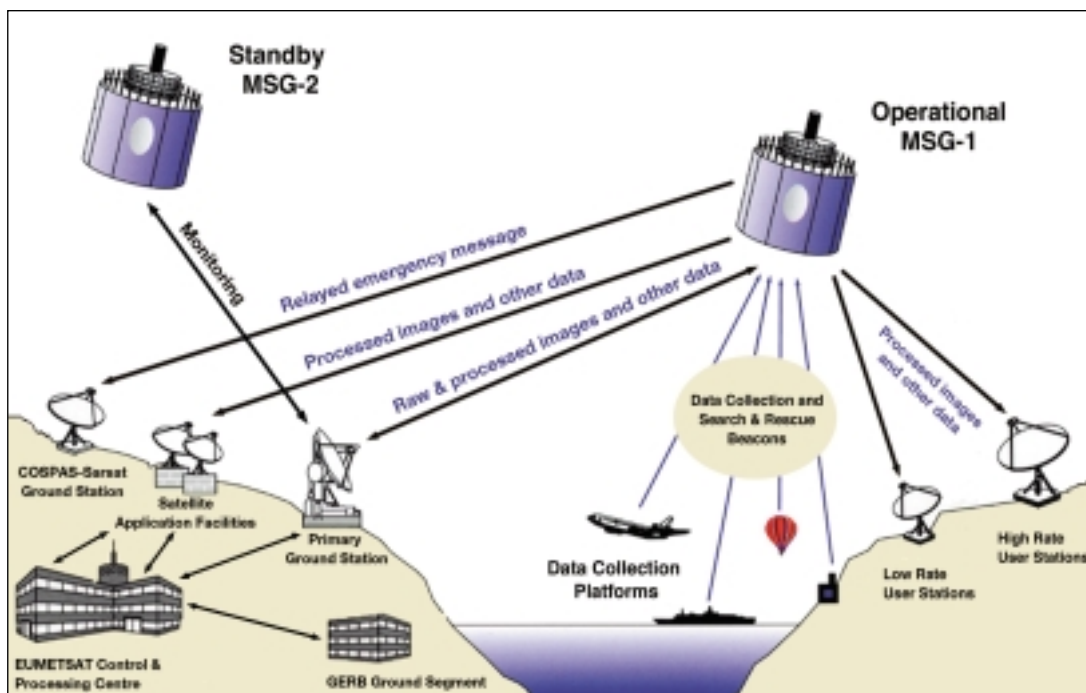 Standby
MSG-2
Operational
MSG-1
Monitoring
Relayed emergency message
Processed images and other data
Raw & processed images and other data
Processed images
and other data
Data Collection and
Search & Rescue
Beacons
COSPAS-Sarsat
Ground Station
Satellite
Application Facilities
Primary
Ground Station
Data Collection
Platforms
Low Rate
User Stations
High Rate
User Stations
EUMETSAT Control &
Processing Centre
GERB Ground Segment